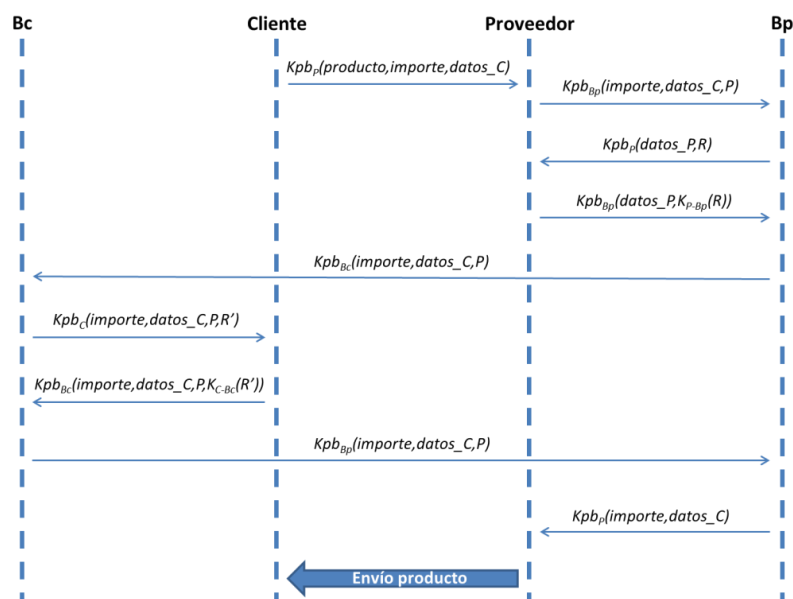 Bc Cliente Proveedor Bp
Kpb_P(producto,importe,datos_C)
Kpb_Bp(importe,datos_C,P)
Kpb_P(datos_P,R)
Kpb_Bp(datos_P,K_P-Bp(R))
Kpb_Bc(importe,datos_C,P)
Kpb_C(importe,datos_C,P,R’)
Kpb_Bc(importe,datos_C,P,K_C-Bc(R’))
Kpb_Bp(importe,datos_C,P)
Kpb_P(importe,datos_C)
Envío producto